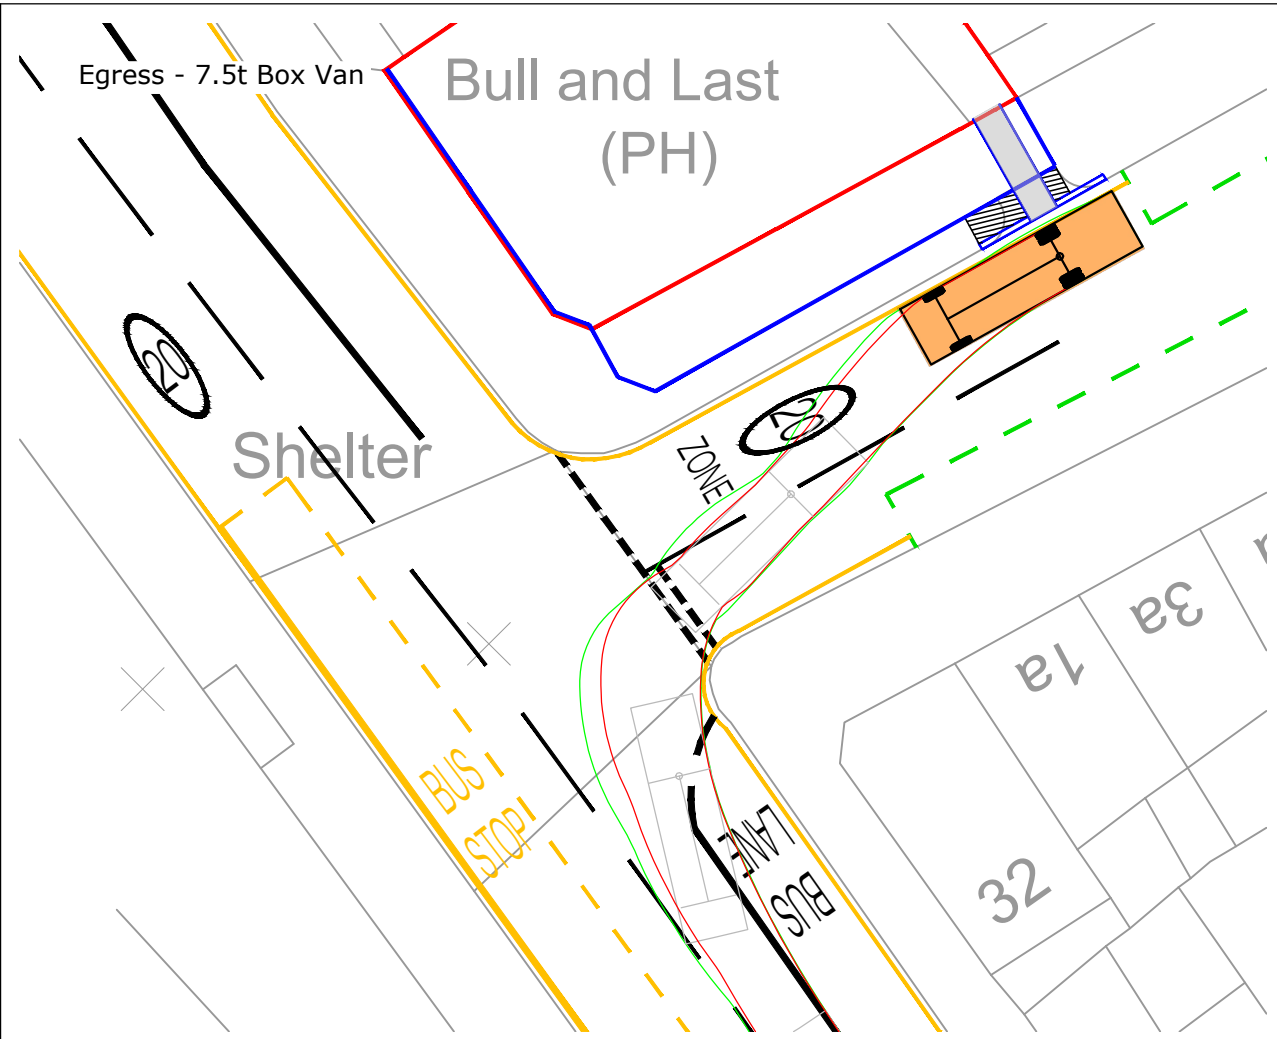 Egress - 7.5t Box Van
Bull and Last
(PH)
20
Shelter
20
ZONE
BUS
STOP
LANE
BUS
1a
3a
32